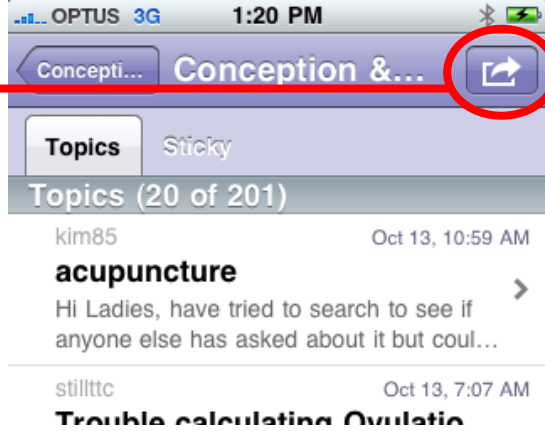 OPTUS 3G 1:20 PM
Concepti... Conception &...
Topics Sticky
Topics (20 of 201)
kim85 Oct 13, 10:59 AM
acupuncture
Hi Ladies, have tried to search to see if
anyone else has asked about it but coul...
stillttc Oct 13, 7:07 AM
Trouble calculating Ovulatio